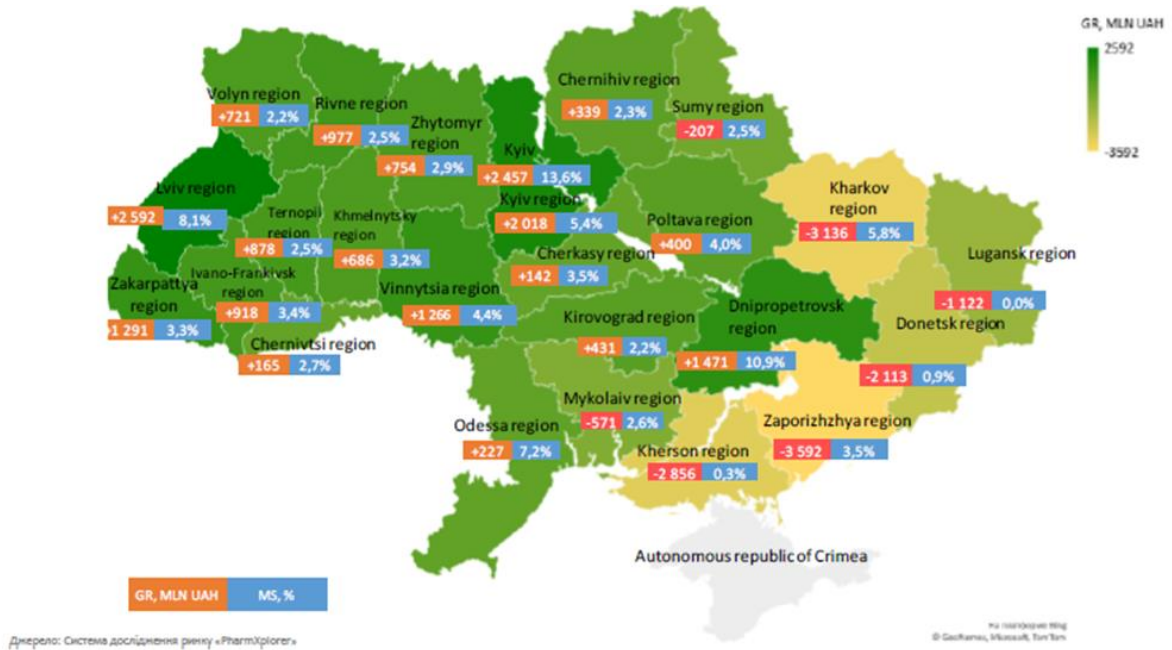 GR, MLN UAH
2592
-3592
Chernihiv region
+339 2,3%
Sumy region
-207 2,5%
Volyn region
+721 2,2%
Rivne region
+977 2,5%
Zhytomyr
region
+754 2,9%
Kyiv
+2 457 13,6%
Kyiv region
+2 018 5,4%
Lviv region
+2 592 8,1%
Ternopil
region
+878 2,5%
Khmelnytsky
region
+686 3,2%
Cherkasy region
+142 3,5%
Poltava region
+400 4,0%
Kharkov
region
-3 136 5,8%
Lugansk region
-1 122 0,0%
Zakarpattya
region
1 291 3,3%
Ivano-Frankivsk
region
+918 3,4%
Vinnytsia region
+1 266 4,4%
Chernivtsi region
+165 2,7%
Kirovograd region
+431 2,2%
Dnipropetrovsk
region
+1 471 10,9%
Donetsk region
-2 113 0,9%
Mykolaiv region
-571 2,6%
Odessa region
+227 7,2%
Kherson region
-2 856 0,3%
Zaporizhzhya region
-3 592 3,5%
Autonomous republic of Crimea
GR, MLN UAH MS, %
Джерело: Система дослідження ринку «PharmXplorer»
На платформе Bing
© GeoNames, Microsoft, TomTom